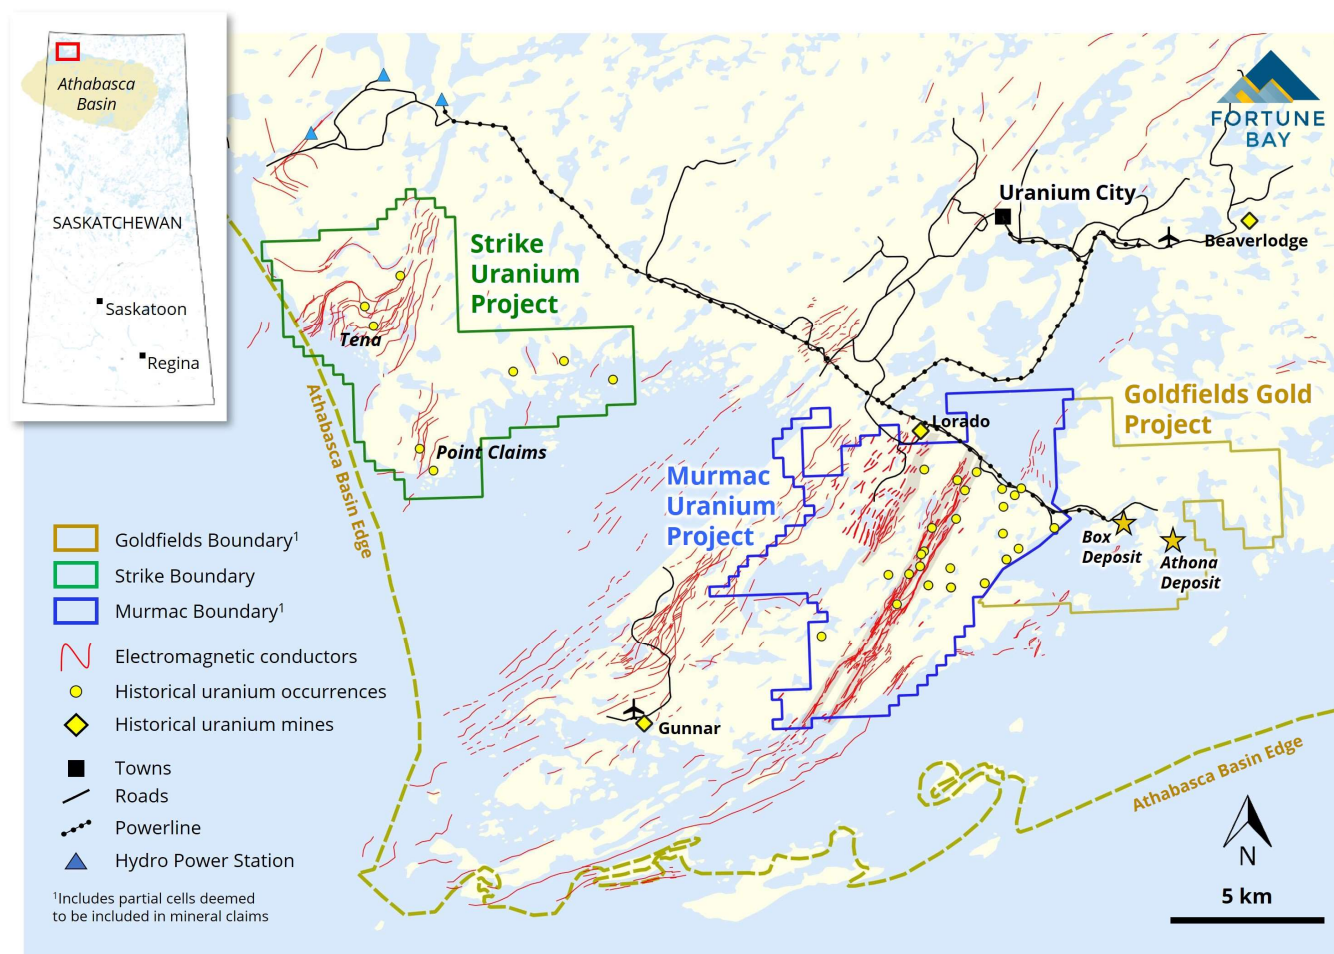 Athabasca
Basin
SASKATCHEWAN
Saskatoon
Regina
FORTUNE
BAY
Uranium City
Beaverlodge
Strike
Uranium
Project
Tena
Point Claims
Athabasca Basin Edge
Lorado
Goldfields Gold
Project
Murmac
Uranium
Project
Box
Deposit
Athona
Deposit
Gunnar
Athabasca Basin Edge
Goldfields Boundary¹
Strike Boundary
Murmac Boundary¹
Electromagnetic conductors
Historical uranium occurrences
Historical uranium mines
Towns
Roads
Powerline
Hydro Power Station
¹Includes partial cells deemed
to be included in mineral claims
N
5 km